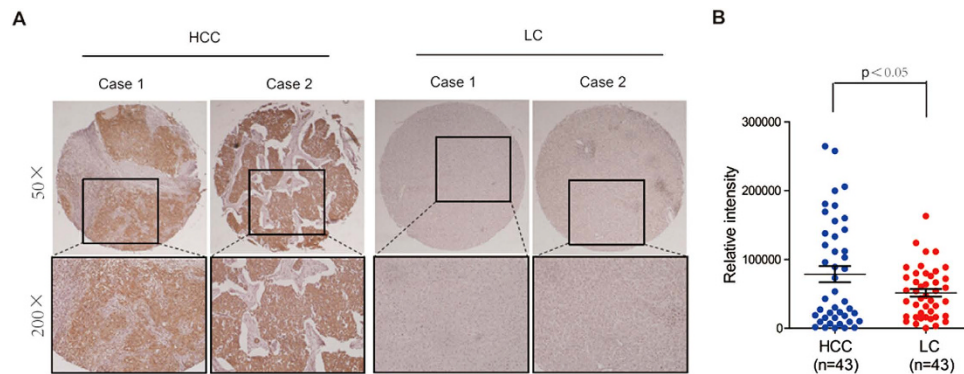 A
HCC
LC
Case 1
Case 2
Case 1
Case 2
50×
200×
B
p<0.05
300000
200000
100000
0
Relative intensity
HCC
(n=43)
LC
(n=43)